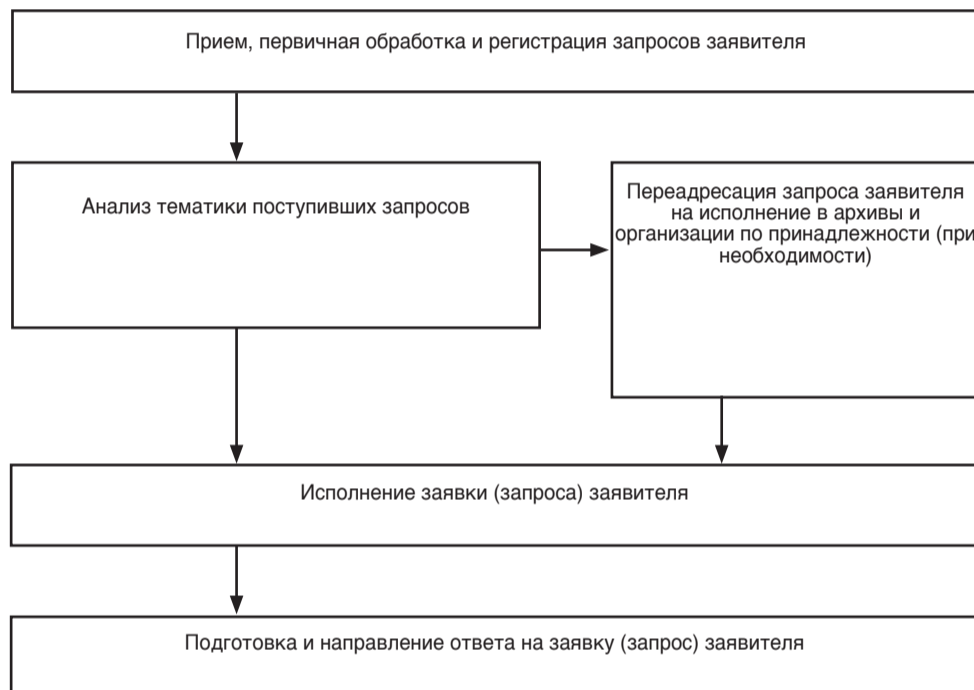 Прием, первичная обработка и регистрация запросов заявителя
Анализ тематики поступивших запросов
Переадресация запроса заявителя
на исполнение в архивы и
организации по принадлежности (при
необходимости)
Исполнение заявки (запроса) заявителя
Подготовка и направление ответа на заявку (запрос) заявителя